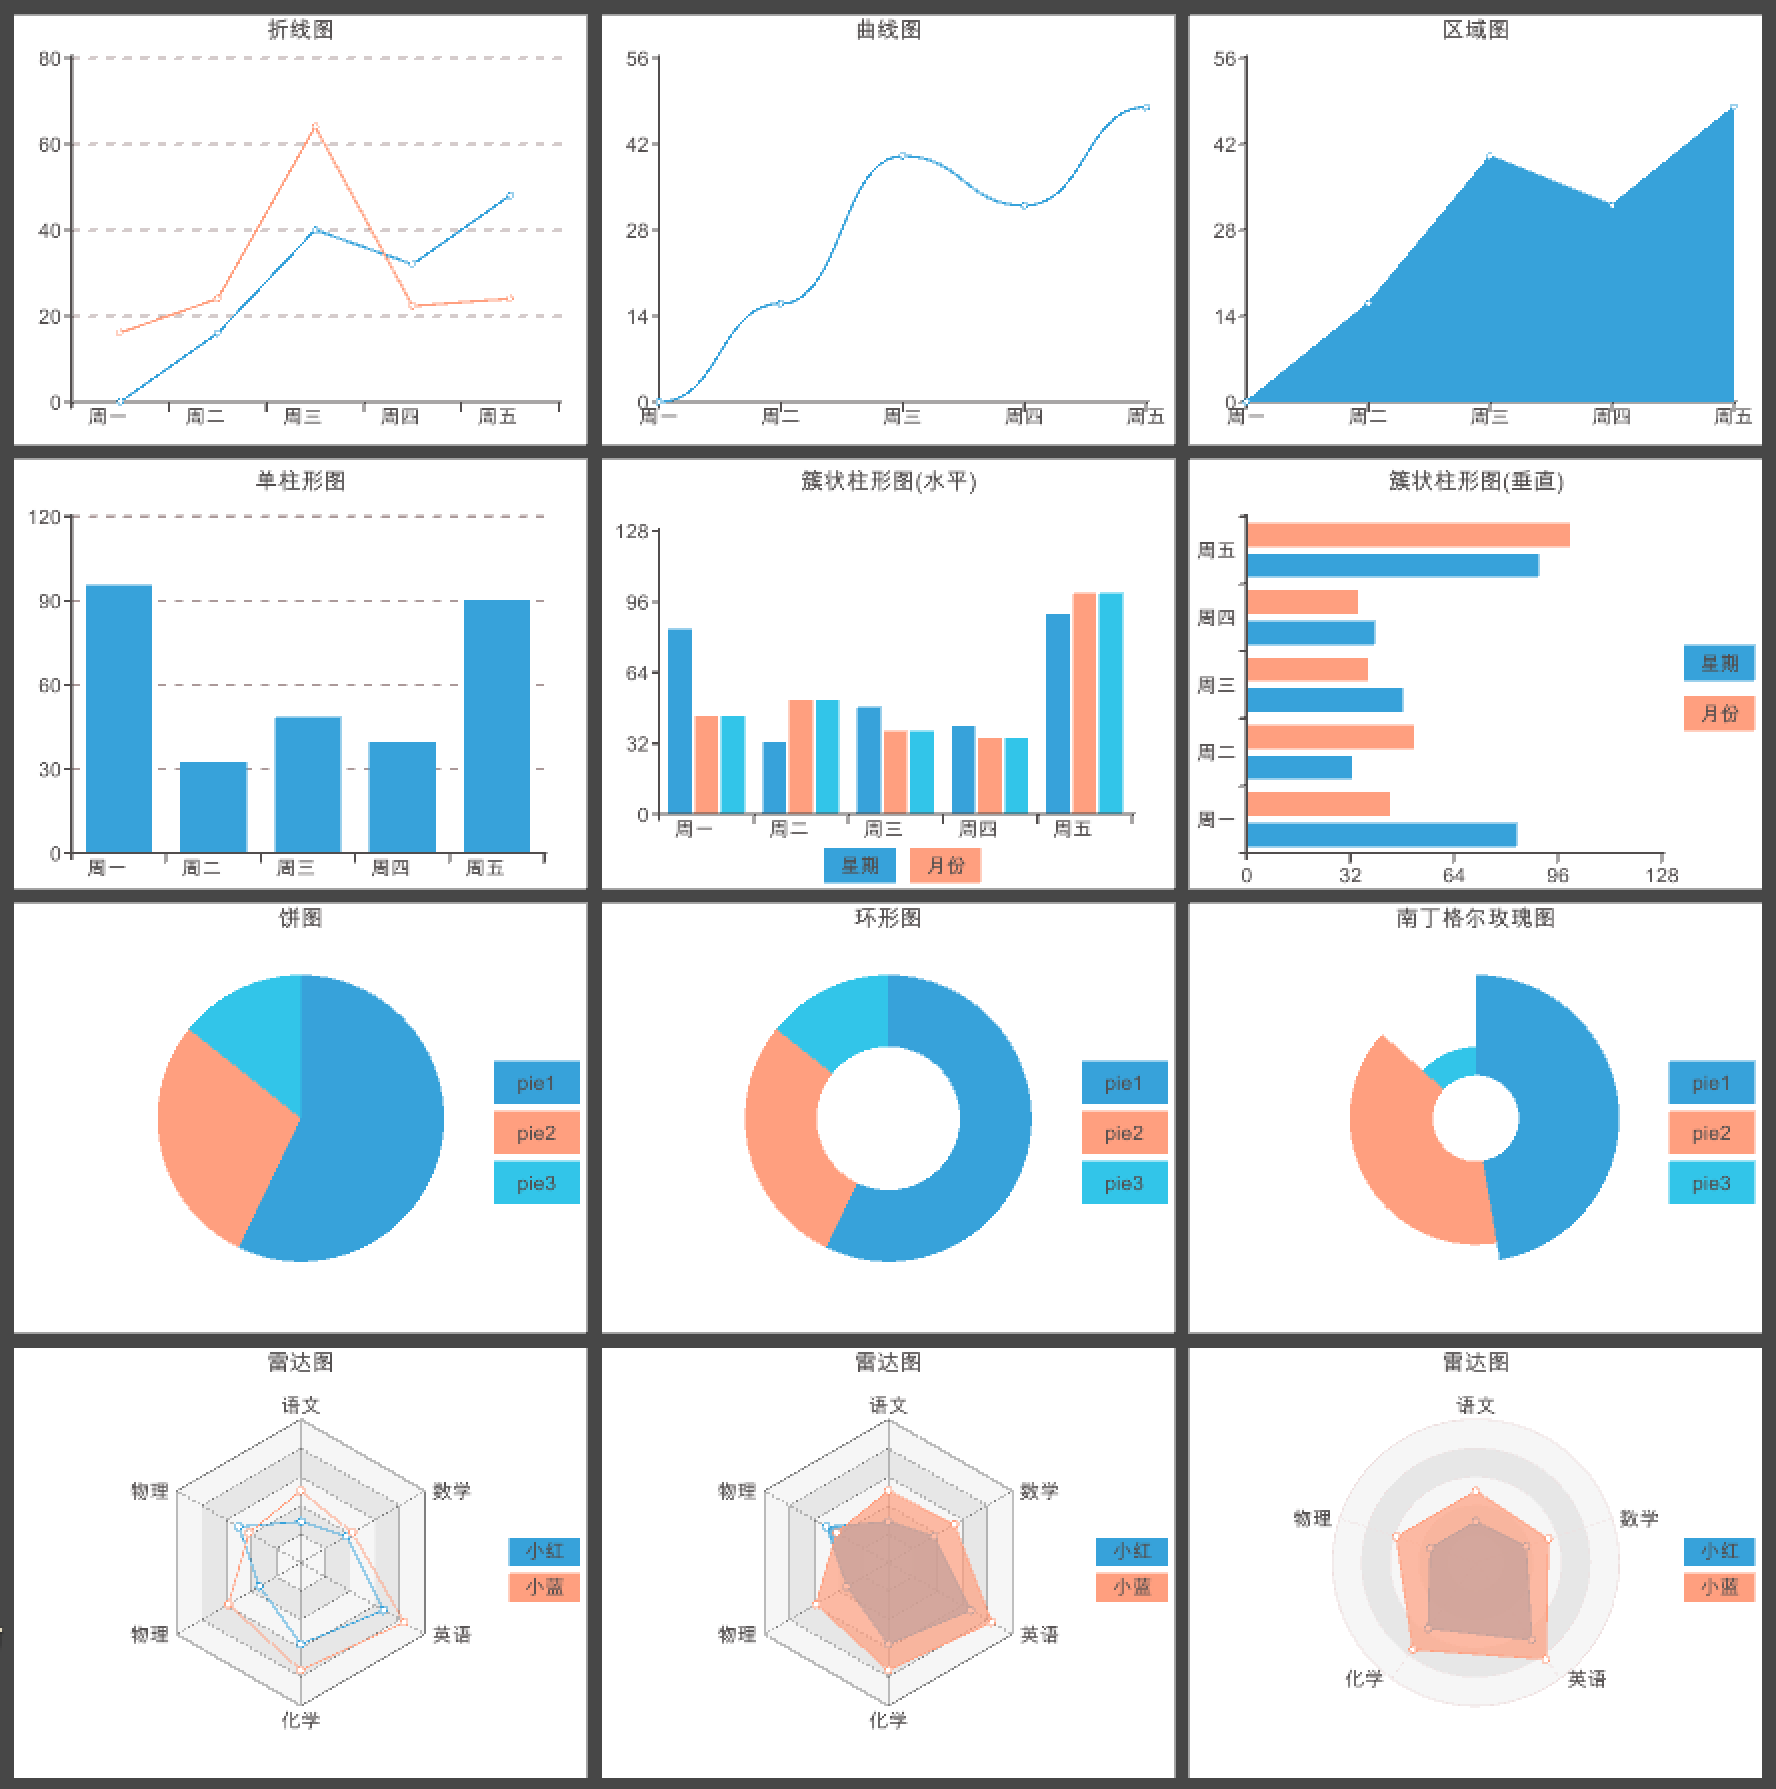 折线图
80
60
40
20
0
周一 周二 周三 周四 周五
曲线图
56
42
28
14
0
周一 周二 周三 周四 周五
区域图
56
42
28
14
0
周一 周二 周三 周四 周五
单柱形图
120
90
60
30
0
周一 周二 周三 周四 周五
簇状柱形图(水平)
128
96
64
32
0
周一 周二 周三 周四 周五
星期 月份
簇状柱形图(垂直)
周五
周四
周三
周二
周一
0 32 64 96 128
星期
月份
饼图
pie1
pie2
pie3
环形图
pie1
pie2
pie3
南丁格尔玫瑰图
pie1
pie2
pie3
雷达图
语文
物理 数学
物理 英语
化学
小红
小蓝
雷达图
语文
物理 数学
物理 英语
化学
小红
小蓝
雷达图
语文
物理 数学
化学 英语
小红
小蓝